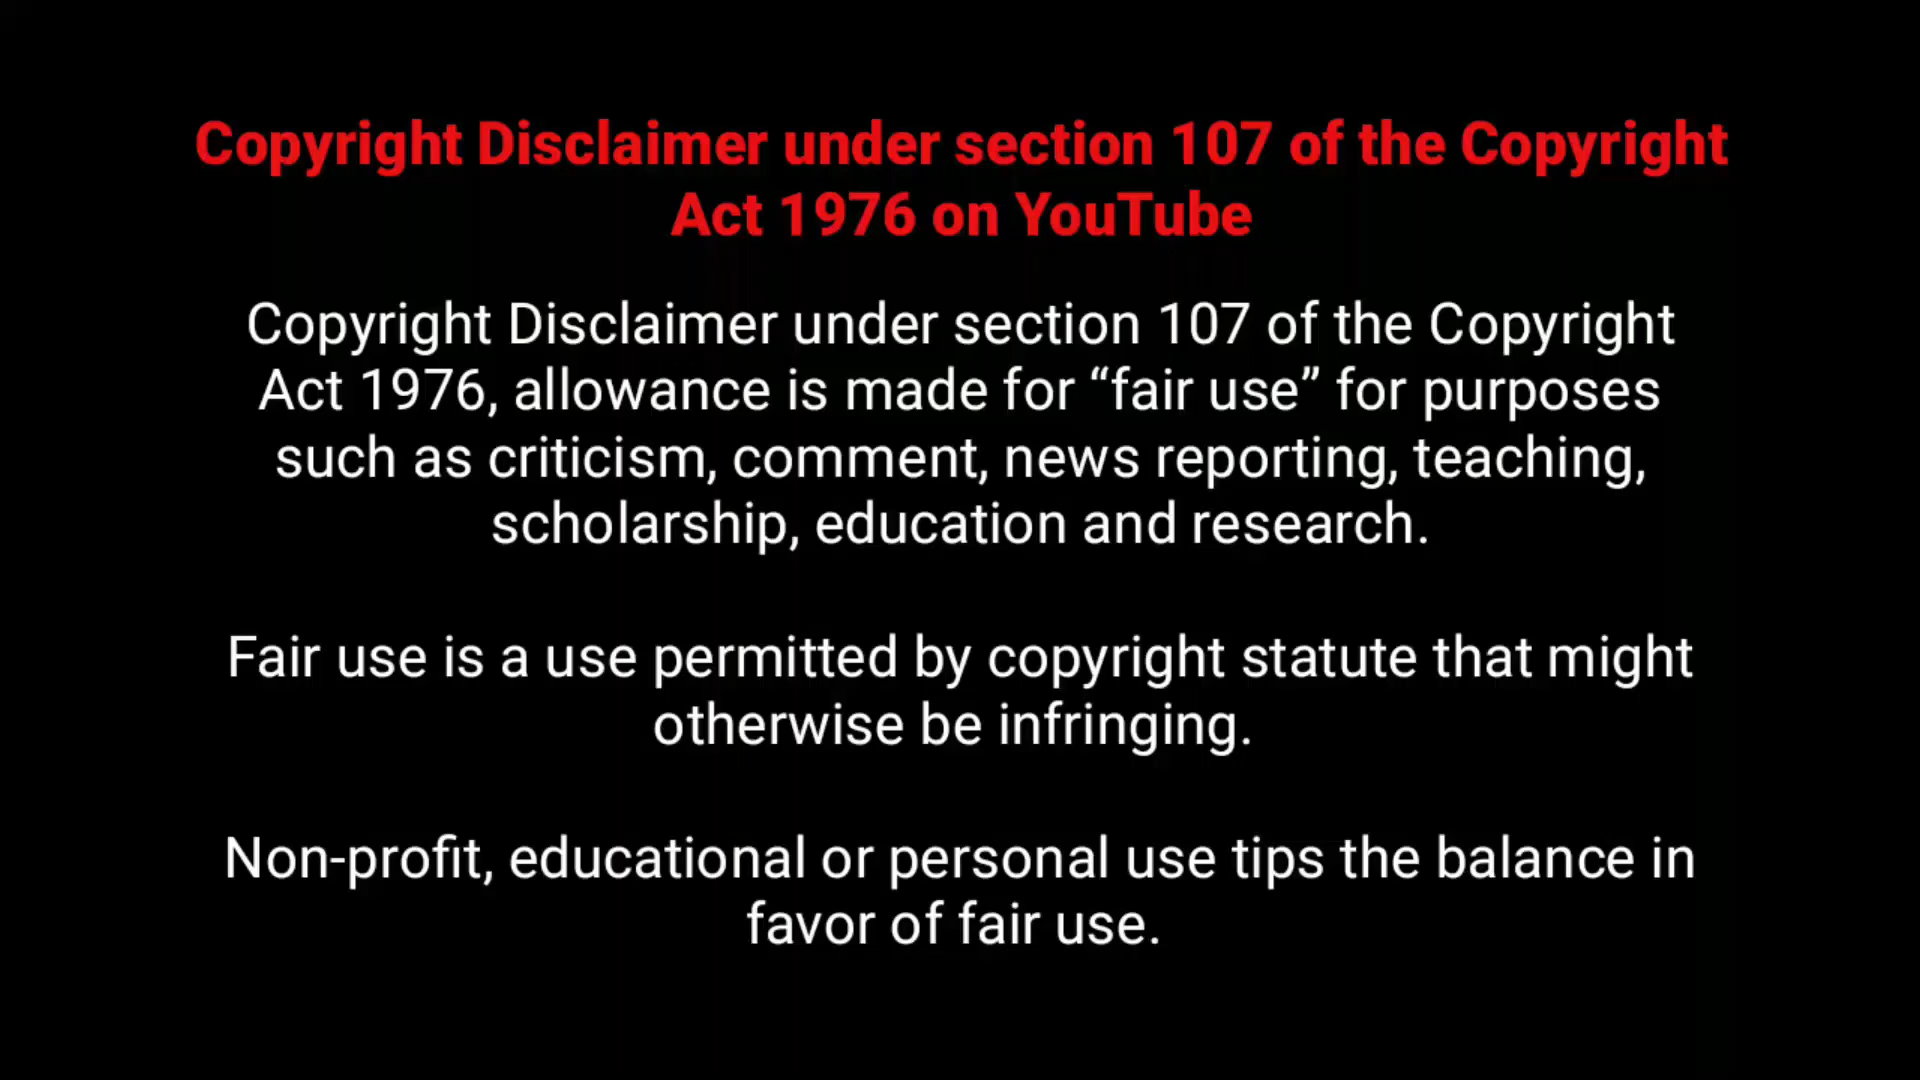 Copyright Disclaimer under section 107 of the Copyright
Act 1976 on YouTube
Copyright Disclaimer under section 107 of the Copyright
Act 1976, allowance is made for “fair use” for purposes
such as criticism, comment, news reporting, teaching,
scholarship, education and research.
Fair use is a use permitted by copyright statute that might
otherwise be infringing.
Non-profit, educational or personal use tips the balance in
favor of fair use.